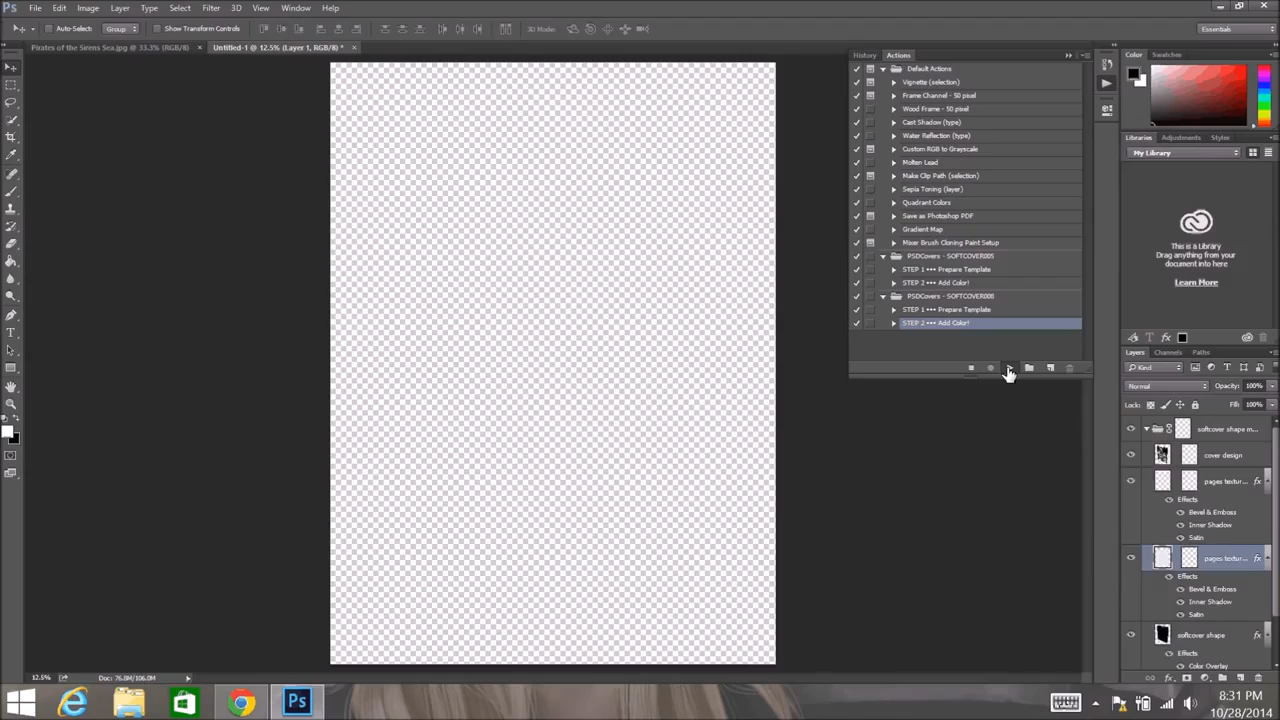 Ps File Edit Image Layer Type Select Filter 3D View Window Help
Auto-Select: Group Show Transform Controls 3D Mode: Essentials
Pirates of the Sirens Sea.jpg @ 33.3% (RGB/8) × Untitled-1 @ 12.5% (Layer 1, RGB/8) * ×
History Actions
Default Actions
Vignette (selection)
Frame Channel - 50 pixel
Wood Frame - 50 pixel
Cast Shadow (type)
Water Reflection (type)
Custom RGB to Grayscale
Molten Lead
Make Clip Path (selection)
Sepia Toning (layer)
Quadrant Colors
Save as Photoshop PDF
Gradient Map
Mixer Brush Cloning Paint Setup
PSDCovers - SOFTCOVER005
STEP 1 ••• Prepare Template
STEP 2 ••• Add Color!
PSDCovers - SOFTCOVER008
STEP 1 ••• Prepare Template
STEP 2 ••• Add Color!
Color Swatches
Libraries Adjustments Styles
My Library
This is a Library
Drag anything from your
document.
Learn More
Layers Channels Paths
Kind
Normal Opacity: 100%
Lock: Fill: 100%
softcover shape m...
cover design
pages textur... fx
Effects
Bevel & Emboss
Inner Shadow
Satin
pages textur... fx
Effects
Bevel & Emboss
Inner Shadow
Satin
softcover shape fx
Effects
Color Overlay
12.5% Doc: 76.8M/106.0M
Ps
8:31 PM
10/28/2014